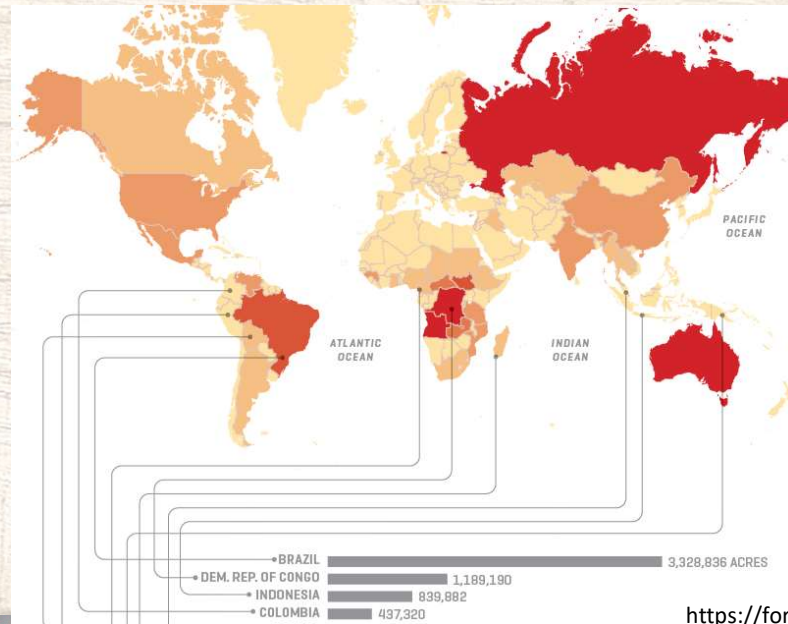 PACIFIC
OCEAN
ATLANTIC
OCEAN
INDIAN
OCEAN
BRAZIL 3,328,836 ACRES
DEM. REP. OF CONGO 1,189,190
INDONESIA 839,882
COLOMBIA 437,320
https://for